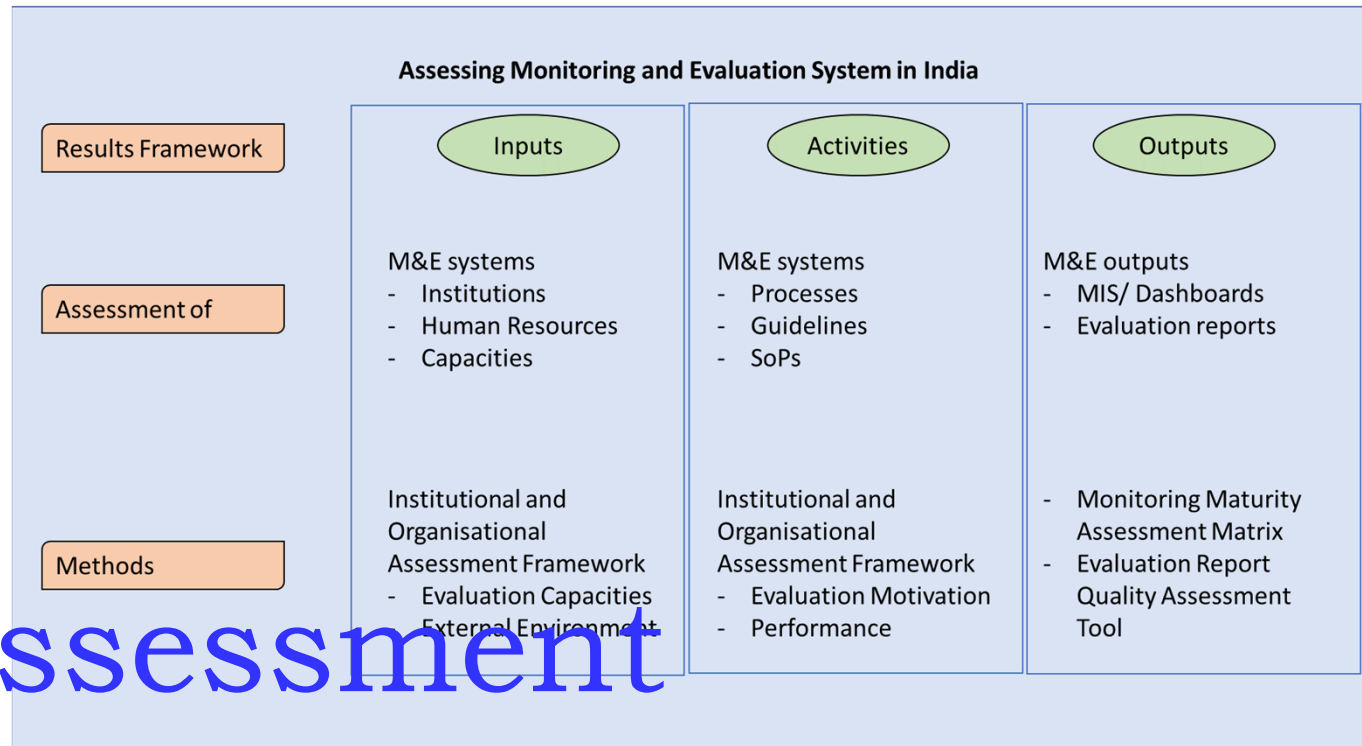 Assessing Monitoring and Evaluation System in India
Results Framework
Inputs
Activities
Outputs
Assessment of
M&E systems
- Institutions
- Human Resources
- Capacities
M&E systems
- Processes
- Guidelines
- SoPs
M&E outputs
- MIS/ Dashboards
- Evaluation reports
Methods
Institutional and
Organisational
Assessment Framework
- Evaluation Capacities
- External Environment
Institutional and
Organisational
Assessment Framework
- Evaluation Motivation
- Performance
- Monitoring Maturity
Assessment Matrix
- Evaluation Report
Quality Assessment
Tool
ssessment